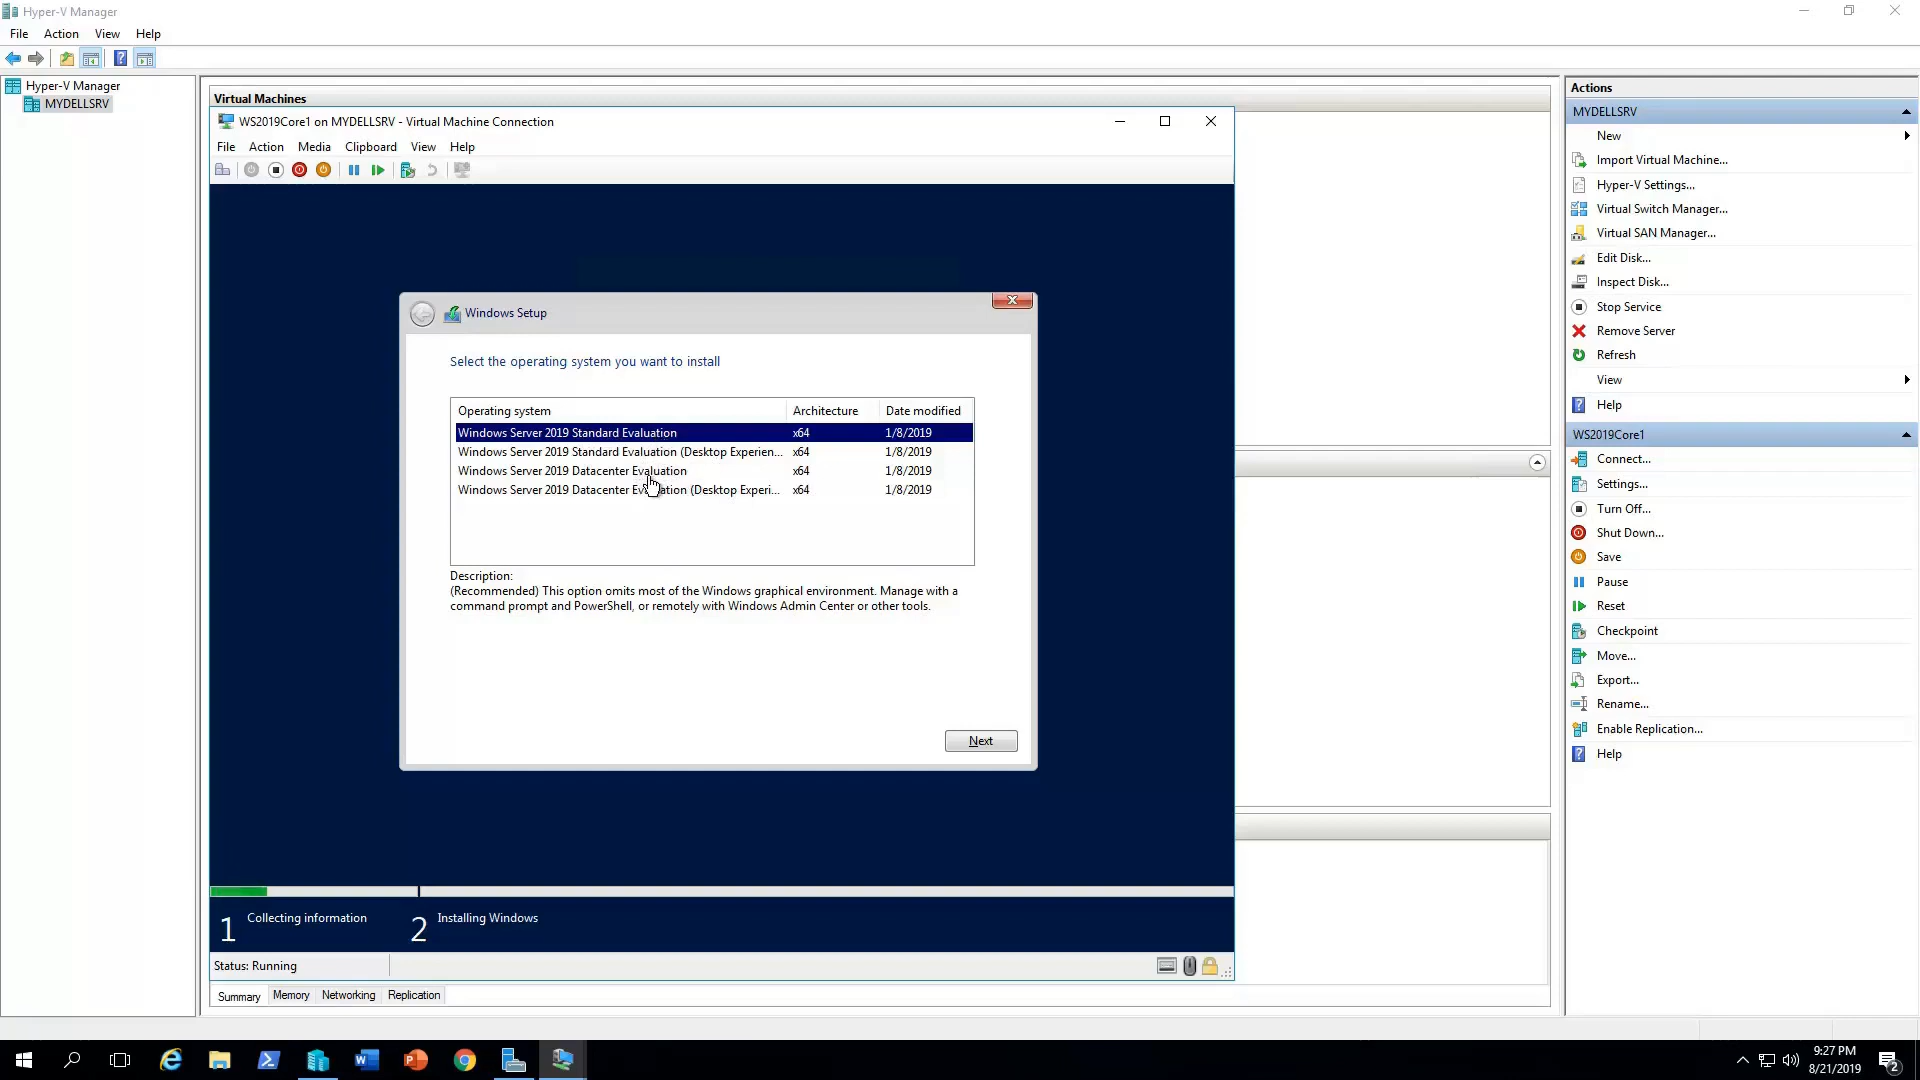 Hyper-V Manager
File Action View Help
Hyper-V Manager
MYDELLSRV
Virtual Machines
WS2019Core1 on MYDELLSRV - Virtual Machine Connection
File Action Media Clipboard View Help
Windows Setup
Select the operating system you want to install
Operating system Architecture Date modified
Windows Server 2019 Standard Evaluation x64 1/8/2019
Windows Server 2019 Standard Evaluation (Desktop Experien... x64 1/8/2019
Windows Server 2019 Datacenter Evaluation x64 1/8/2019
Windows Server 2019 Datacenter Evaluation (Desktop Experi... x64 1/8/2019
Description:
(Recommended) This option omits most of the Windows graphical environment. Manage with a
command prompt and PowerShell, or remotely with Windows Admin Center or other tools.
Next
1 Collecting information 2 Installing Windows
Status: Running
Summary Memory Networking Replication
Actions
MYDELLSRV
New
Import Virtual Machine...
Hyper-V Settings...
Virtual Switch Manager...
Virtual SAN Manager...
Edit Disk...
Inspect Disk...
Stop Service
Remove Server
Refresh
View
Help
WS2019Core1
Connect...
Settings...
Turn Off...
Shut Down...
Save
Pause
Reset
Checkpoint
Move...
Export...
Rename...
Enable Replication...
Help
9:27 PM
8/21/2019
2